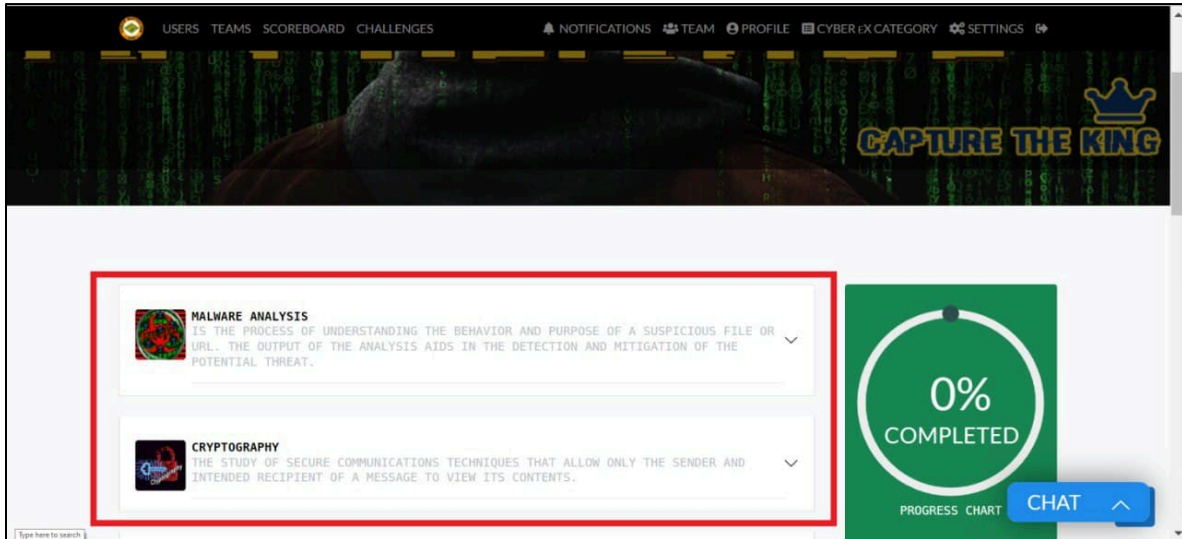 USERS TEAMS SCOREBOARD CHALLENGES NOTIFICATIONS TEAM PROFILE CYBER EX CATEGORY SETTINGS
CAPTURE THE KING
MALWARE ANALYSIS
IS THE PROCESS OF UNDERSTANDING THE BEHAVIOR AND PURPOSE OF A SUSPICIOUS FILE OR
URL. THE OUTPUT OF THE ANALYSIS AIDS IN THE DETECTION AND MITIGATION OF THE
POTENTIAL THREAT.
CRYPTOGRAPHY
THE STUDY OF SECURE COMMUNICATIONS TECHNIQUES THAT ALLOW ONLY THE SENDER AND
INTENDED RECIPIENT OF A MESSAGE TO VIEW ITS CONTENTS.
0%
COMPLETED
PROGRESS CHART
CHAT
Type here to search